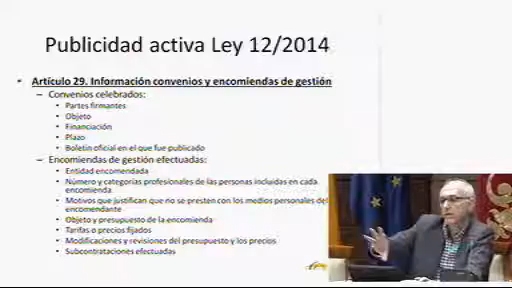 Publicidad activa Ley 12/2014
• Artículo 29. Información convenios y encomiendas de gestión
– Convenios celebrados:
• Partes firmantes
• Objeto
• Financiación
• Plazo
• Boletín oficial en el que fue publicado
– Encomiendas de gestión efectuadas:
• Entidad encomendada
• Número y categorías profesionales de las personas incluidas en cada
encomienda
• Motivos que justifican que no se presten con los medios personales del
encomendante
• Objeto y presupuesto de la encomienda
• Tarifas o precios fijados
• Modificaciones y revisiones del presupuesto y los precios
• Subcontrataciones efectuadas